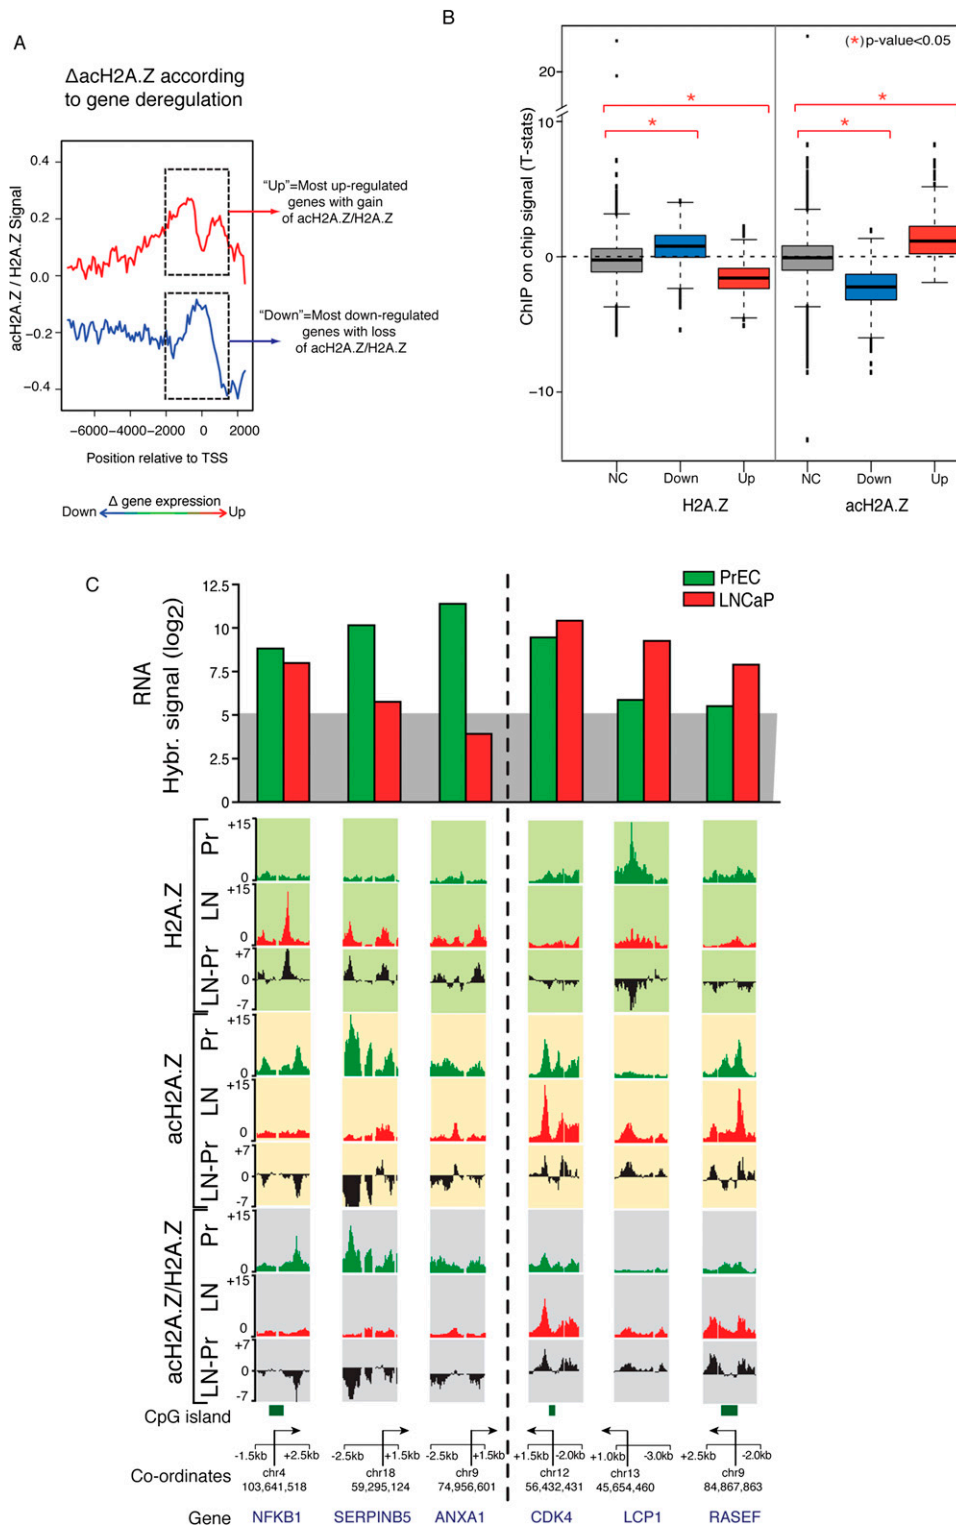 A
ΔacH2A.Z according
to gene deregulation
acH2A.Z / H2A.Z Signal
0.4
0.2
0.0
−0.2
−0.4
−6000
−4000
−2000
0
2000
Position relative to TSS
"Up"=Most up-regulated
genes with gain
of acH2A.Z/H2A.Z
"Down"=Most down-regulated
genes with loss
of acH2A.Z/H2A.Z
Δ gene expression
Down
Up
B
(*)p-value<0.05
ChIP on chip signal (T-stats)
20
10
0
−10
*
*
*
*
NC
Down
Up
NC
Down
Up
H2A.Z
acH2A.Z
C
PrEC
LNCaP
RNA
Hybr. signal (log2)
12.5
10
7.5
5
2.5
0
H2A.Z
Pr
+15
0
LN
+15
0
LN-Pr
+7
0
-7
acH2A.Z
Pr
+15
0
LN
+15
0
LN-Pr
+7
0
-7
acH2A.Z/H2A.Z
Pr
+15
0
LN
+15
0
LN-Pr
+7
0
-7
CpG island
-1.5kb +2.5kb
-2.5kb +1.5kb
-2.5kb +1.5kb
+1.5kb -2.0kb
+1.0kb -3.0kb
+2.5kb -2.0kb
Co-ordinates
chr4
103,641,518
chr18
59,295,124
chr9
74,956,601
chr12
56,432,431
chr13
45,654,460
chr9
84,867,863
Gene
NFKB1
SERPINB5
ANXA1
CDK4
LCP1
RASEF